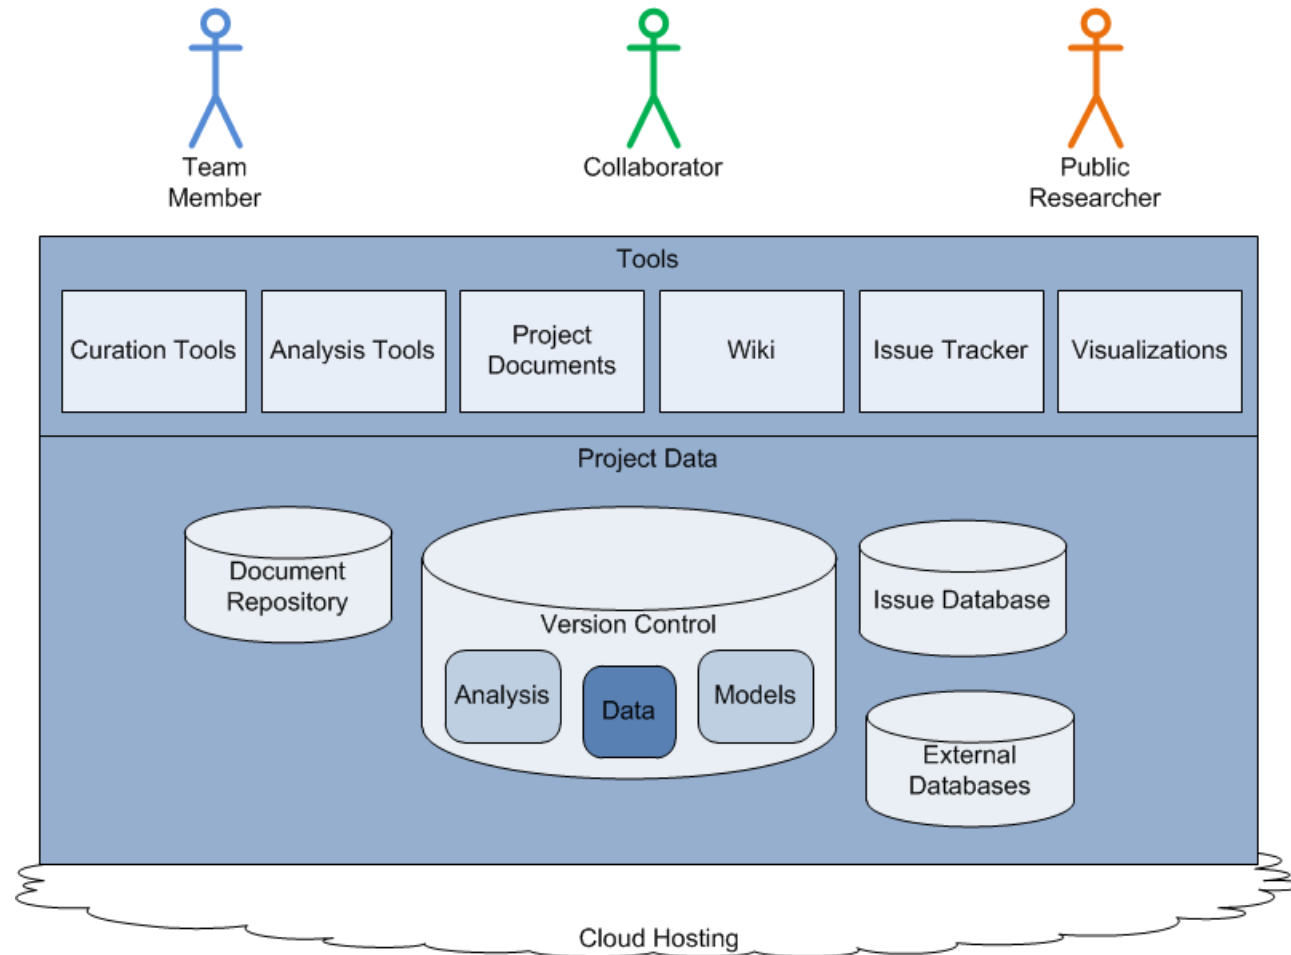 Team
Member
Collaborator
Public
Researcher
Tools
Curation Tools
Analysis Tools
Project
Documents
Wiki
Issue Tracker
Visualizations
Project Data
Document
Repository
Version Control
Analysis
Data
Models
Issue Database
External
Databases
Cloud Hosting